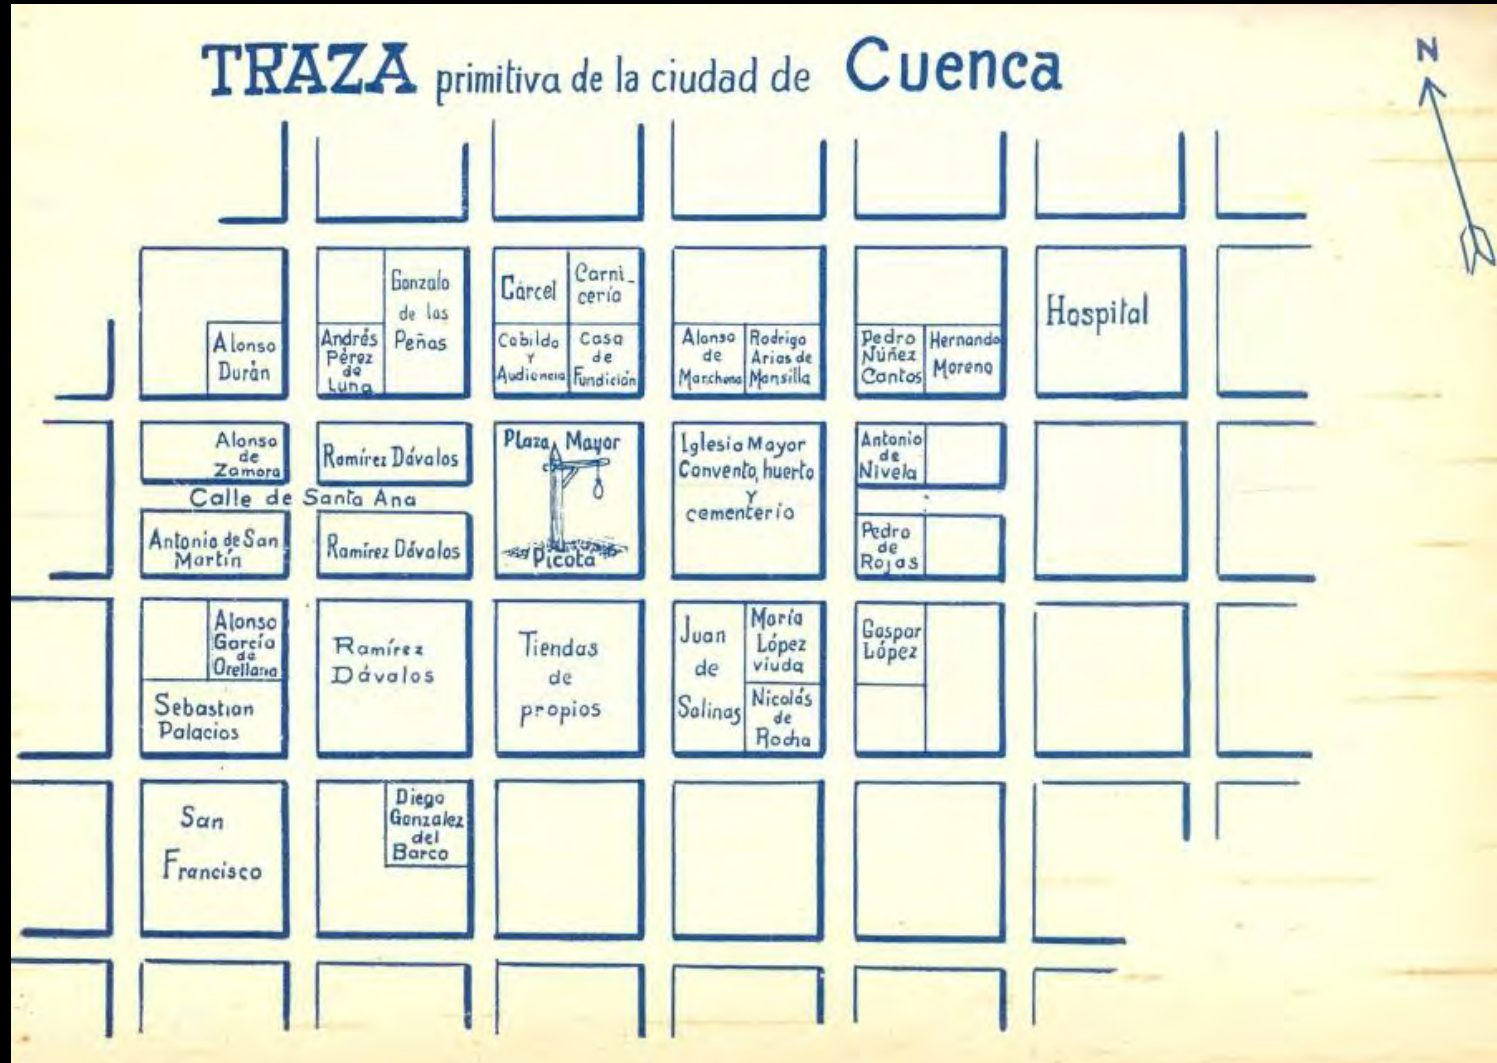 TRAZA primitiva de la ciudad de Cuenca
N
Gonzalo
de las
Peñas
Cárcel
Carni-
cería
Hospital
Alonso
Durán
Andrés
Pérez
de
Luna
Cabildo
Y
Audiencia
Casa
de
Fundición
Alonso
de
Marchena
Rodrigo
Arias de
Mansilla
Pedro
Núñez
Cantos
Hernando
Moreno
Alonso
de
Zamora
Ramírez Dávalos
Plaza Mayor
Picota
Iglesia Mayor
Convento, huerto
Y
cementerio
Antonio
de
Nivela
Calle de Santa Ana
Antonio de San
Martín
Ramírez Dávalos
Pedro
de
Rojas
Alonso
García
de
Orellana
Sebastian
Palacios
Ramírez
Dávalos
Tiendas
de
propios
Juan
de
Salinas
María
López
viuda
Nicolás
de
Rocha
Gaspar
López
San
Francisco
Diego
Gonzalez
del
Barco